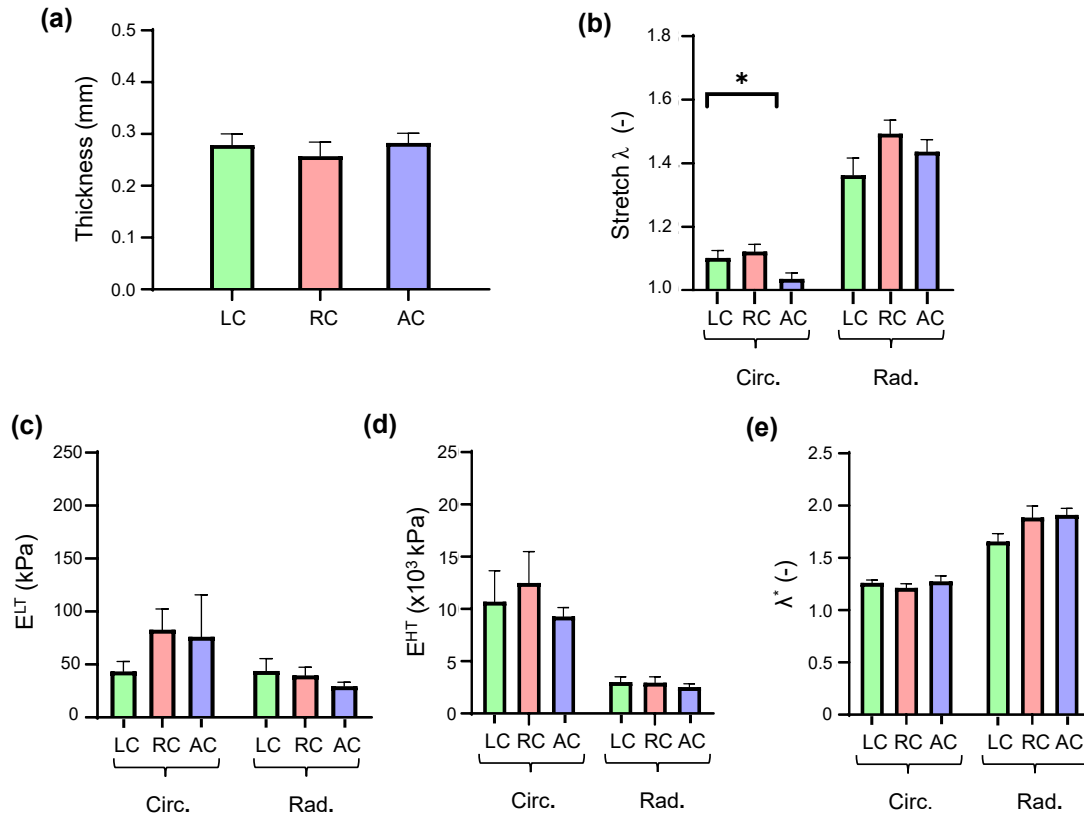 (a)
Thickness (mm)
0.5
0.4
0.3
0.2
0.1
0.0
LC RC AC
(b)
Stretch λ (-)
1.8
1.6
1.4
1.2
1.0
*
LC RC AC LC RC AC
Circ. Rad.
(c)
E^LT (kPa)
250
200
150
100
50
0
LC RC AC LC RC AC
Circ. Rad.
(d)
E^HT (x10³ kPa)
25
20
15
10
5
0
LC RC AC LC RC AC
Circ. Rad.
(e)
λ* (-)
2.5
2.0
1.5
1.0
0.5
0
LC RC AC LC RC AC
Circ. Rad.